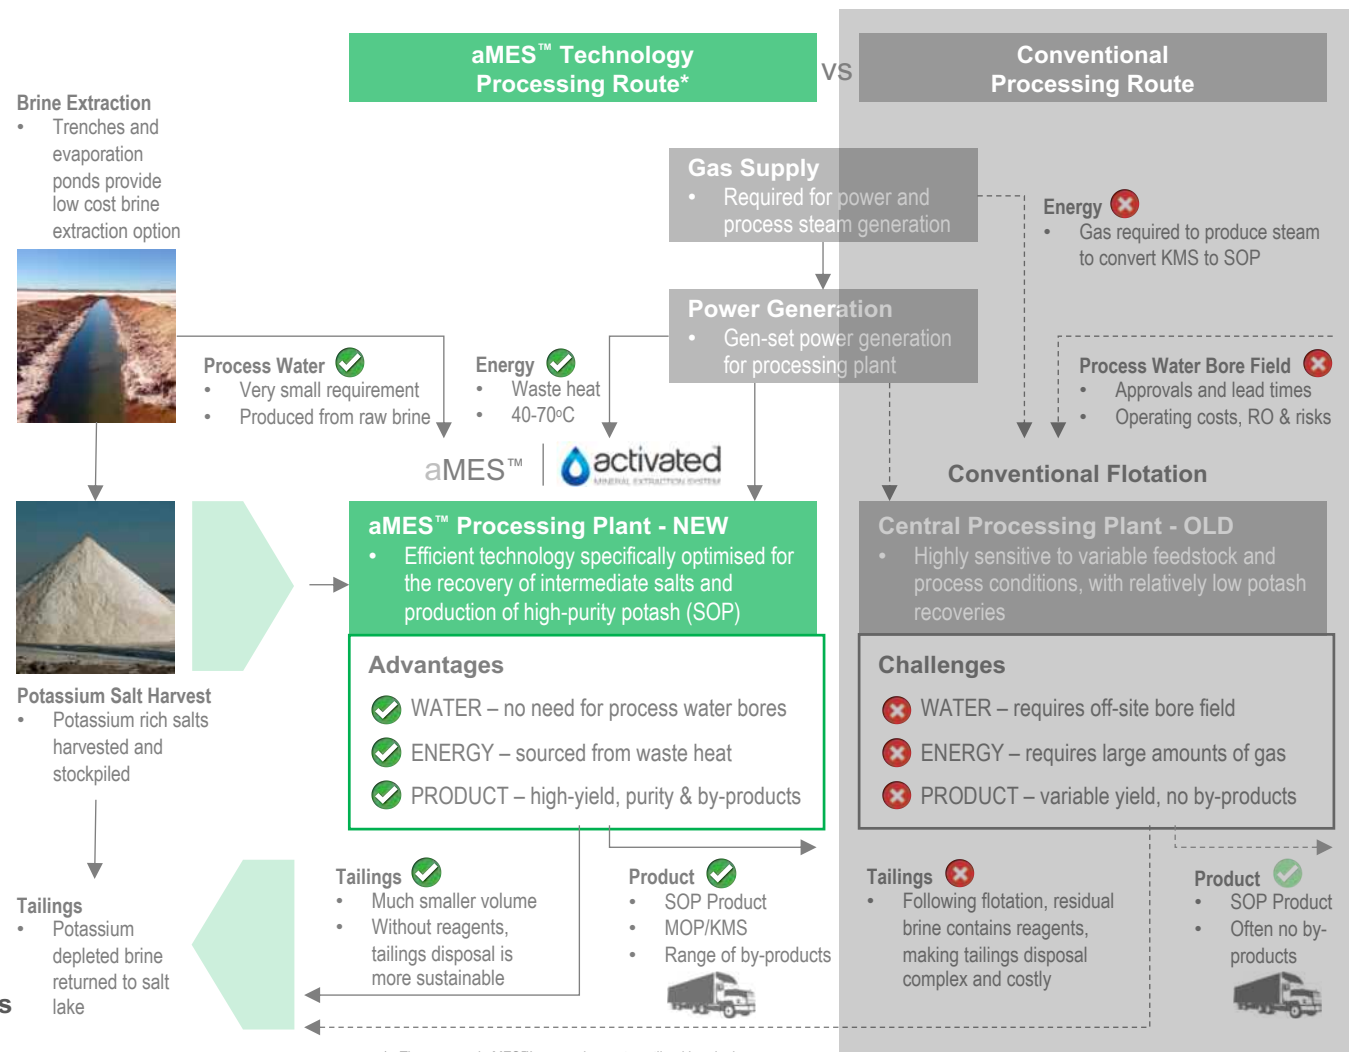 aMES™ Technology
Processing Route*
vs
Conventional
Processing Route
Brine Extraction
• Trenches and
evaporation
ponds provide
low cost brine
extraction option
Gas Supply
• Required for power and
process steam generation
Energy
• Gas required to produce steam
to convert KMS to SOP
Power Generation
• Gen-set power generation
for processing plant
Process Water
• Very small requirement
• Produced from raw brine
Energy
• Waste heat
• 40-70ºC
Process Water Bore Field
• Approvals and lead times
• Operating costs, RO & risks
aMES™
activated
MINERAL EXTRACTION SYSTEM
Conventional Flotation
aMES™ Processing Plant - NEW
• Efficient technology specifically optimised for
the recovery of intermediate salts and
production of high-purity potash (SOP)
Central Processing Plant - OLD
• Highly sensitive to variable feedstock and
process conditions, with relatively low potash
recoveries
Advantages
WATER – no need for process water bores
ENERGY – sourced from waste heat
PRODUCT – high-yield, purity & by-products
Challenges
WATER – requires off-site bore field
ENERGY – requires large amounts of gas
PRODUCT – variable yield, no by-products
Potassium Salt Harvest
• Potassium rich salts
harvested and
stockpiled
Tailings
• Potassium
depleted brine
returned to salt
lake
s
Tailings
• Much smaller volume
• Without reagents,
tailings disposal is
more sustainable
Product
• SOP Product
• MOP/KMS
• Range of by-products
Tailings
• Following flotation, residual
brine contains reagents,
making tailings disposal
complex and costly
Product
• SOP Product
• Often no by-
products